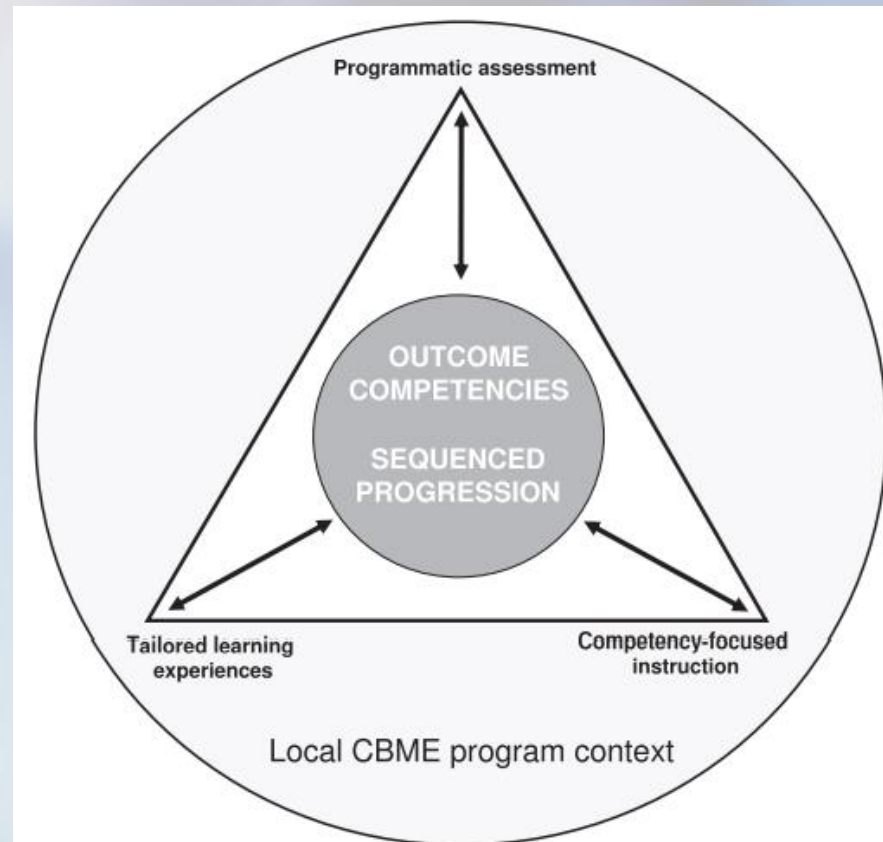 Programmatic assessment
OUTCOME
COMPETENCIES
SEQUENCED
PROGRESSION
Tailored learning
experiences
Competency-focused
instruction
Local CBME program context